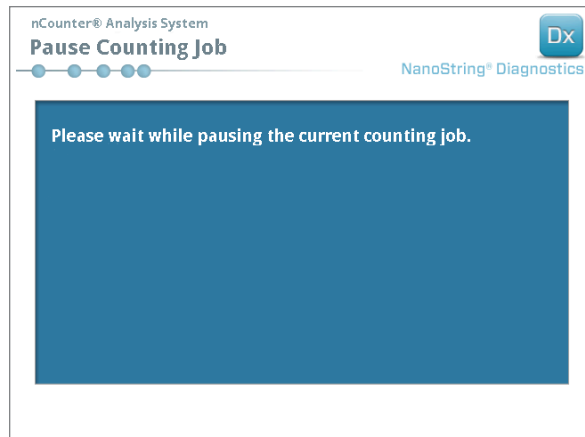 nCounter® Analysis System
Pause Counting Job
Dx
NanoString® Diagnostics
Please wait while pausing the current counting job.